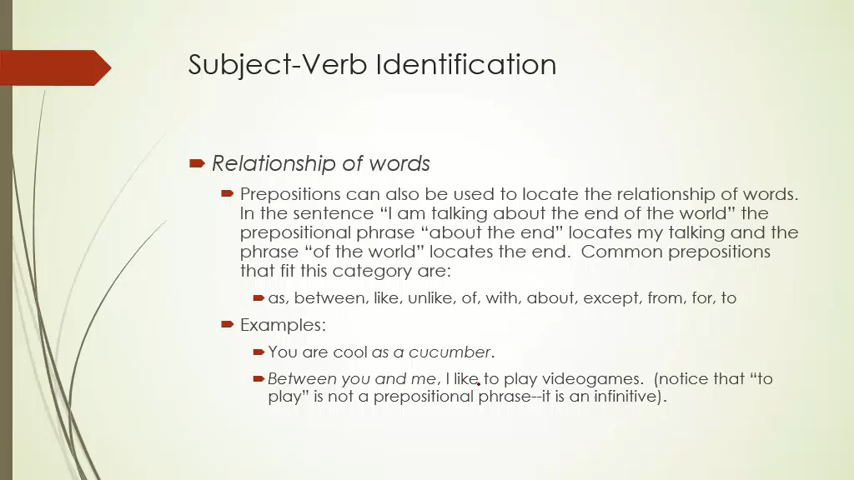 Subject-Verb Identification
Relationship of words
Prepositions can also be used to locate the relationship of words.
In the sentence “I am talking about the end of the world” the
prepositional phrase “about the end” locates my talking and the
phrase “of the world” locates the end.  Common prepositions
that fit this category are:
as, between, like, unlike, of, with, about, except, from, for, to
Examples:
You are cool as a cucumber.
Between you and me, I like to play videogames.  (notice that “to
play” is not a prepositional phrase--it is an infinitive).